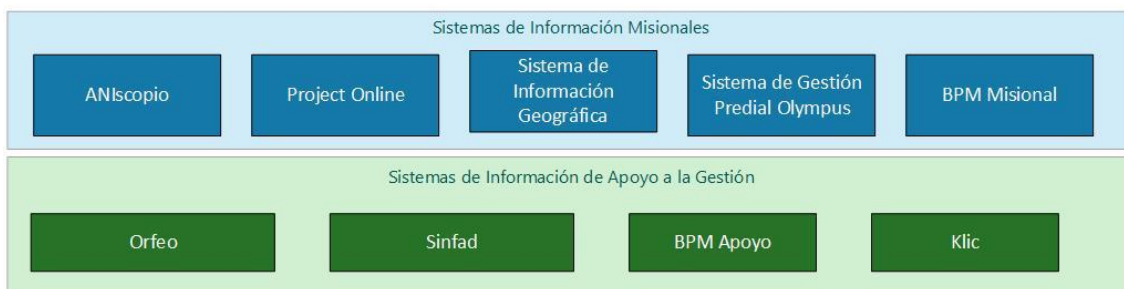 Sistemas de Información Misionales
ANIscopio
Project Online
Sistema de
Información
Geográfica
Sistema de Gestión
Predial Olympus
BPM Misional
Sistemas de Información de Apoyo a la Gestión
Orfeo
Sinfad
BPM Apoyo
Klic